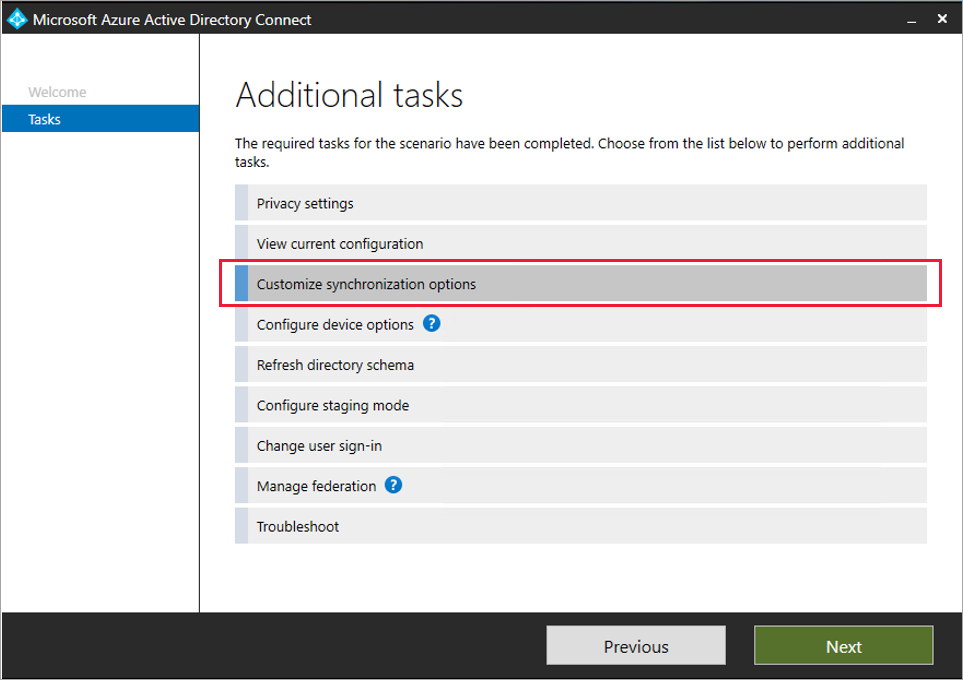 Microsoft Azure Active Directory Connect
Welcome
Tasks
Additional tasks
The required tasks for the scenario have been completed. Choose from the list below to perform additional
tasks.
Privacy settings
View current configuration
Customize synchronization options
Configure device options ?
Refresh directory schema
Configure staging mode
Change user sign-in
Manage federation ?
Troubleshoot
Previous
Next